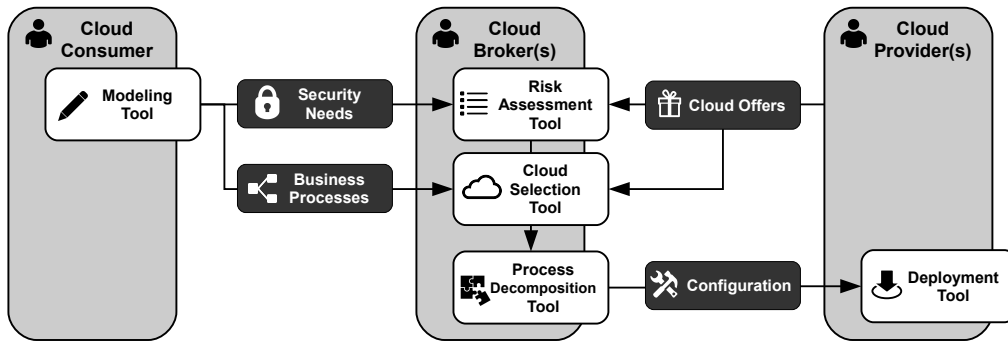 Cloud
Consumer
Cloud
Broker(s)
Cloud
Provider(s)
Modeling
Tool
Security
Needs
Risk
Assessment
Tool
Cloud Offers
Business
Processes
Cloud
Selection
Tool
Process
Decomposition
Tool
Configuration
Deployment
Tool